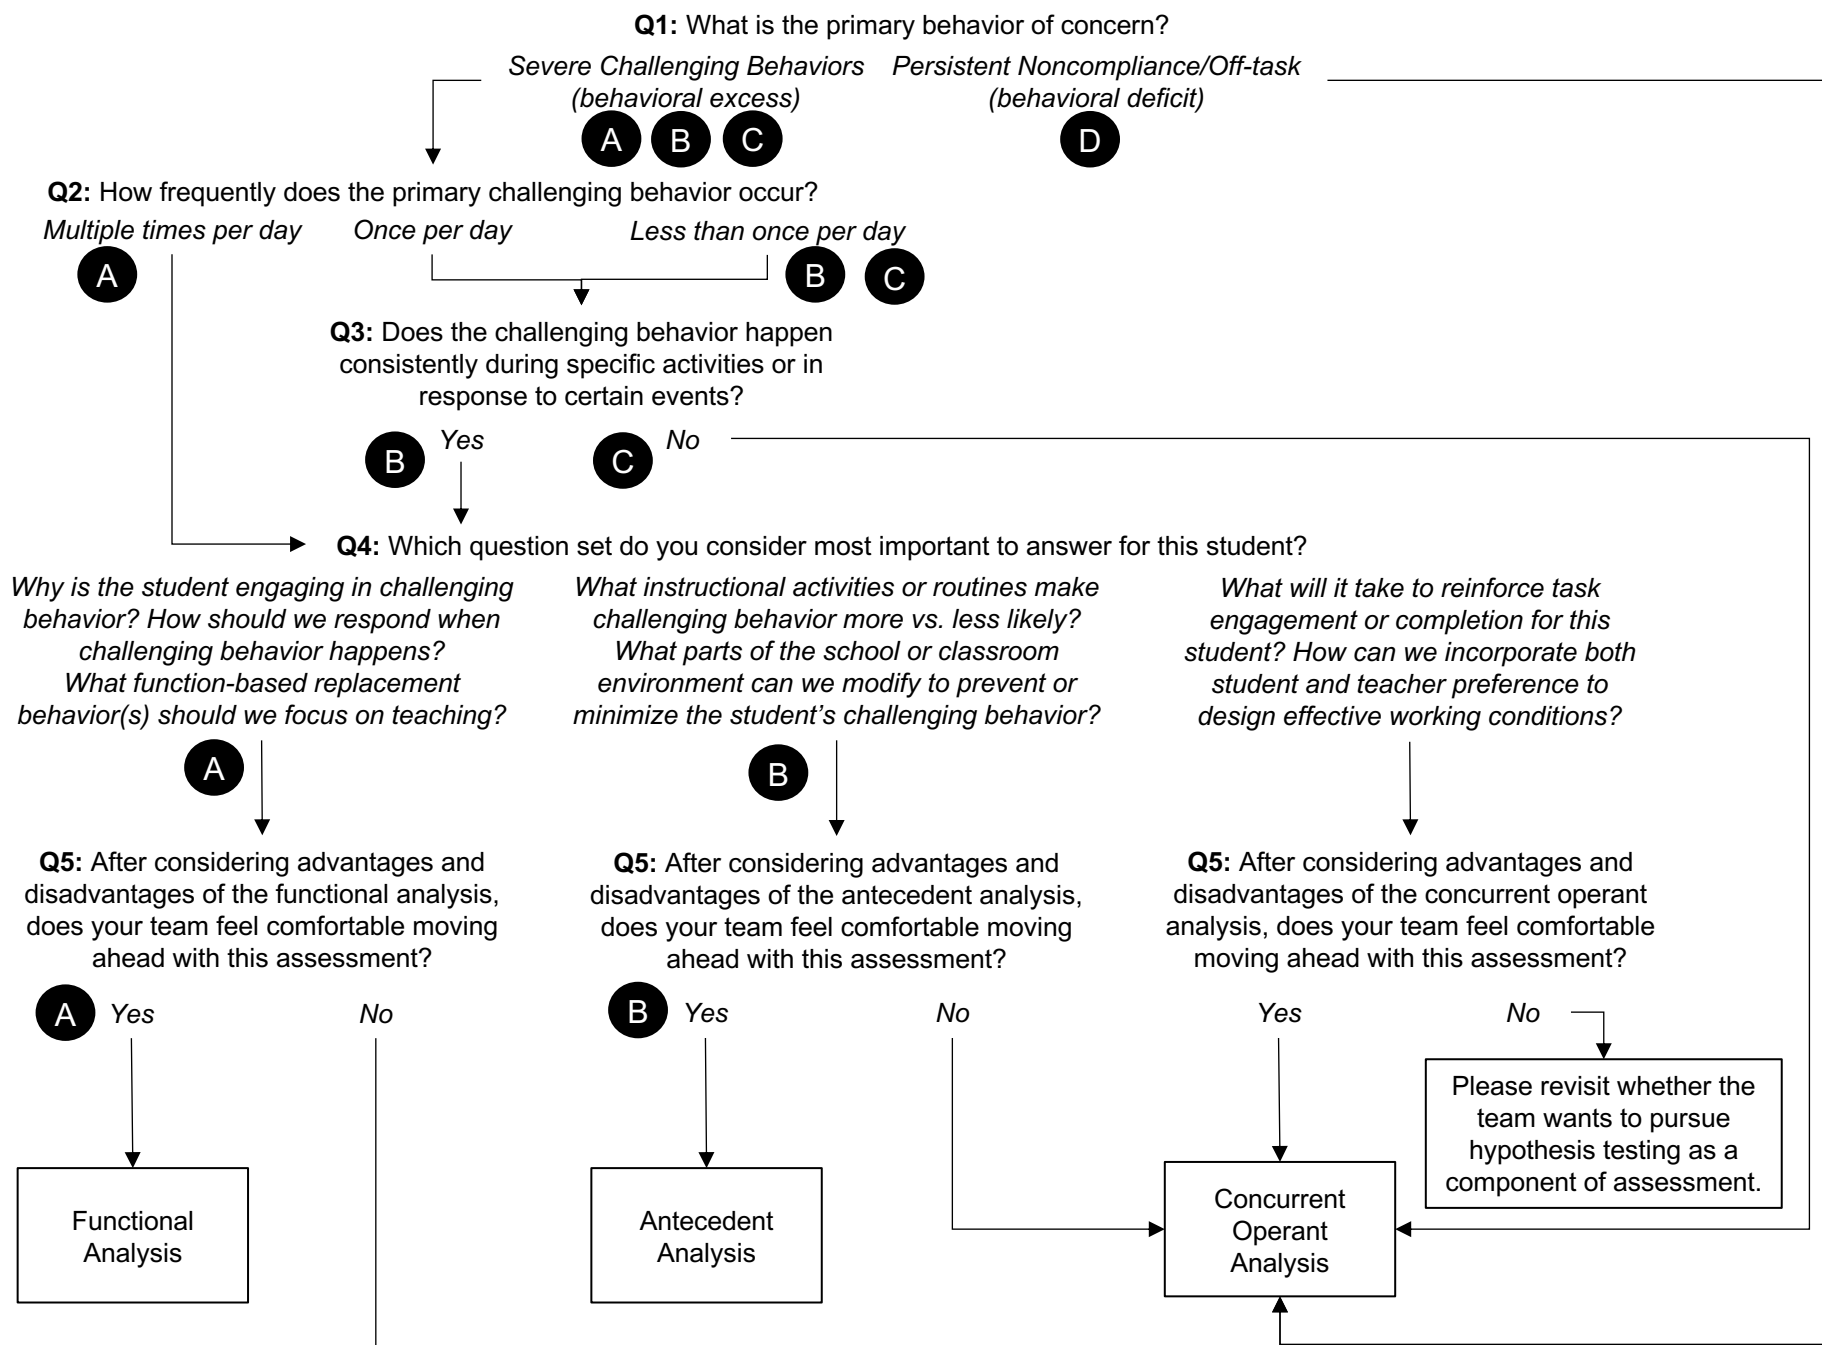 Q1: What is the primary behavior of concern?
Severe Challenging Behaviors
(behavioral excess)
Persistent Noncompliance/Off-task
(behavioral deficit)
A B C
D
Q2: How frequently does the primary challenging behavior occur?
Multiple times per day
Once per day
Less than once per day
A
B C
Q3: Does the challenging behavior happen
consistently during specific activities or in
response to certain events?
B Yes
C No
Q4: Which question set do you consider most important to answer for this student?
Why is the student engaging in challenging
behavior? How should we respond when
challenging behavior happens?
What function-based replacement
behavior(s) should we focus on teaching?
A
What instructional activities or routines make
challenging behavior more vs. less likely?
What parts of the school or classroom
environment can we modify to prevent or
minimize the student's challenging behavior?
B
What will it take to reinforce task
engagement or completion for this
student? How can we incorporate both
student and teacher preference to
design effective working conditions?
Q5: After considering advantages and
disadvantages of the functional analysis,
does your team feel comfortable moving
ahead with this assessment?
A Yes
No
Q5: After considering advantages and
disadvantages of the antecedent analysis,
does your team feel comfortable moving
ahead with this assessment?
B Yes
No
Q5: After considering advantages and
disadvantages of the concurrent operant
analysis, does your team feel comfortable
moving ahead with this assessment?
Yes
No
Please revisit whether the
team wants to pursue
hypothesis testing as a
component of assessment.
Functional
Analysis
Antecedent
Analysis
Concurrent
Operant
Analysis